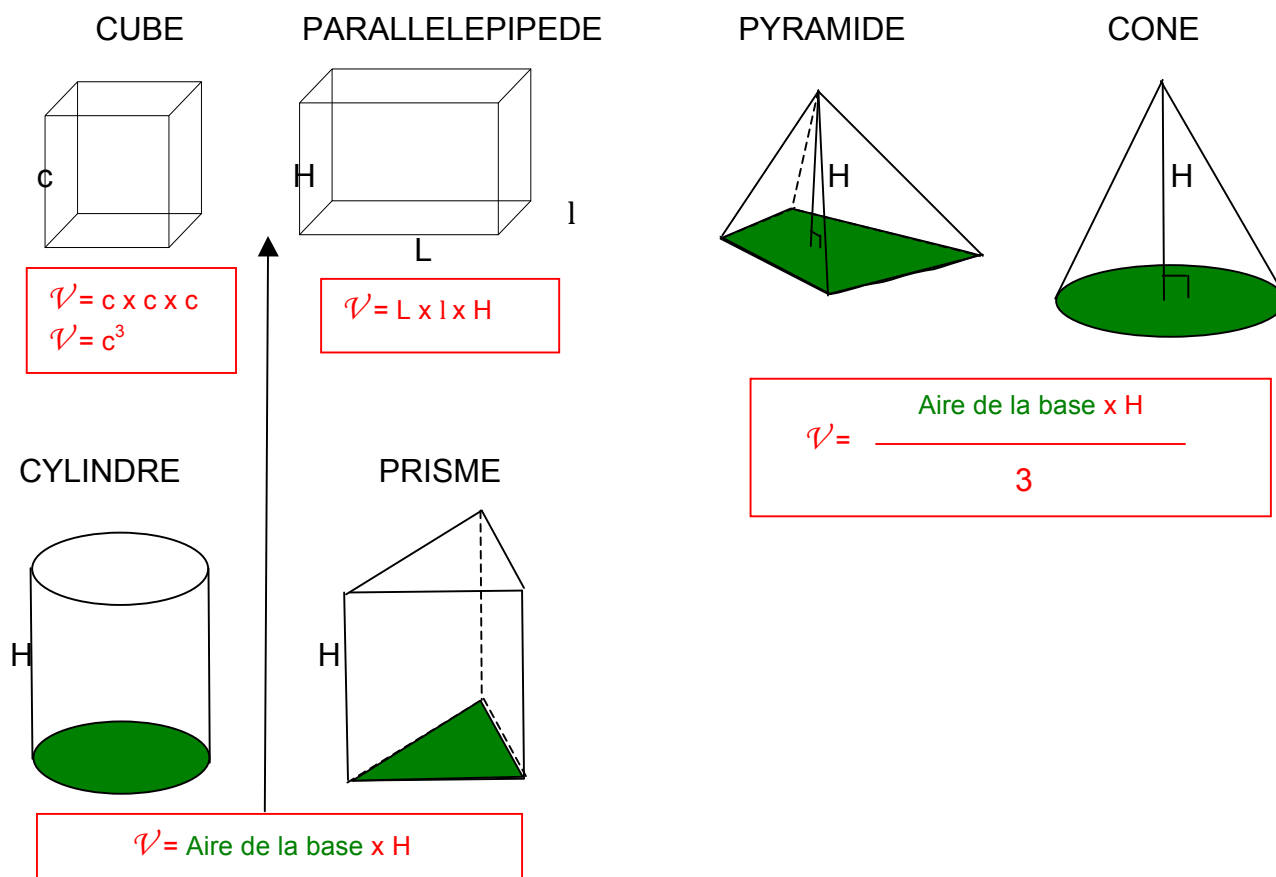 CUBE
PARALLELEPIPEDE
PYRAMIDE
CONE
c
H
l
L
H
H
𝒱 = c x c x c
𝒱 = c³
𝒱 = L x l x H
Aire de la base x H
𝒱 =
3
CYLINDRE
PRISME
H
H
𝒱 = Aire de la base x H